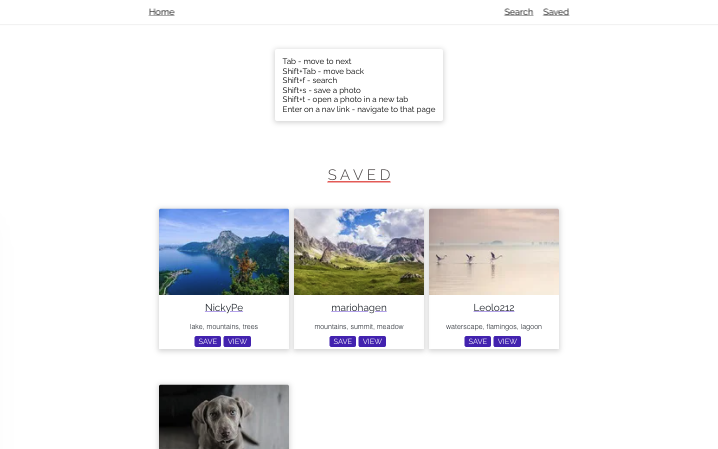 Home
Search
Saved
Tab - move to next
Shift+Tab - move back
Shift+f - search
Shift+s - save a photo
Shift+t - open a photo in a new tab
Enter on a nav link - navigate to that page
SAVED
NickyPe
lake, mountains, trees
SAVE VIEW
mariohagen
mountains, summit, meadow
SAVE VIEW
Leolo212
waterscape, flamingos, lagoon
SAVE VIEW